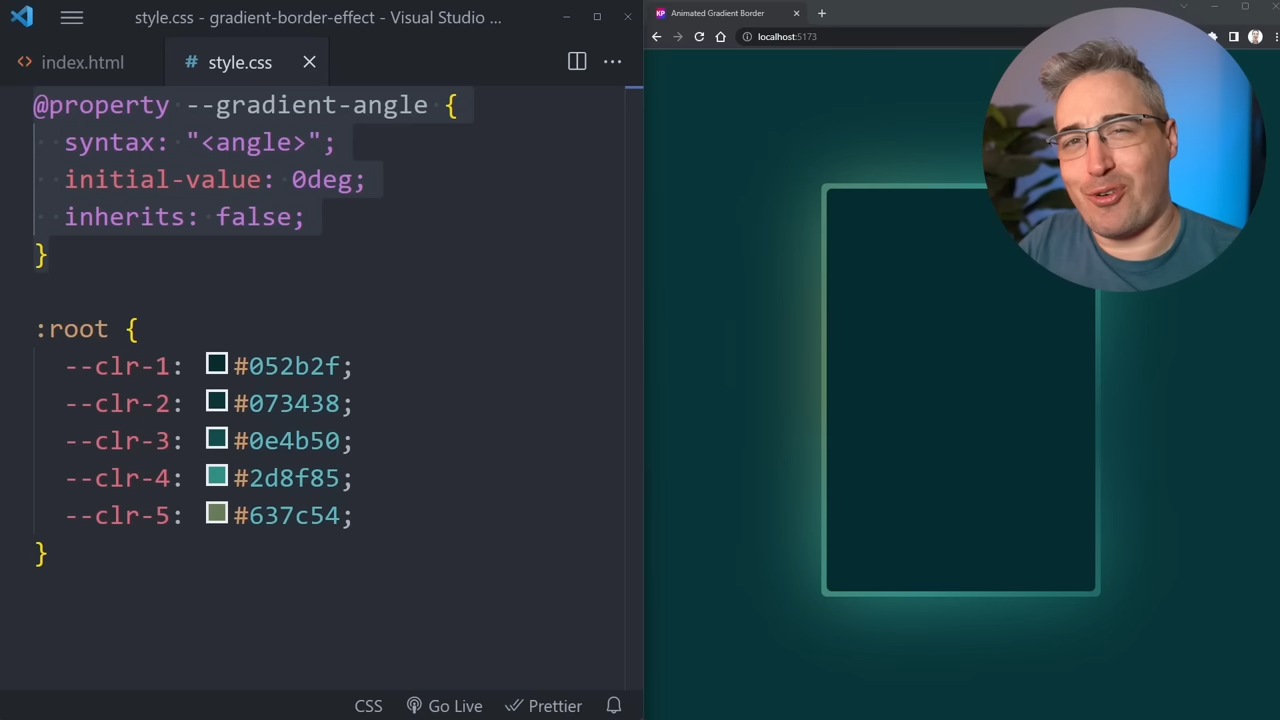 style.css - gradient-border-effect - Visual Studio ...
index.html
# style.css
@property --gradient-angle {
syntax: "<angle>";
initial-value: 0deg;
inherits: false;
}
:root {
--clr-1: #052b2f;
--clr-2: #073438;
--clr-3: #0e4b50;
--clr-4: #2d8f85;
--clr-5: #637c54;
}
CSS
Go Live
Prettier
KP
Animated Gradient Border
localhost:5173